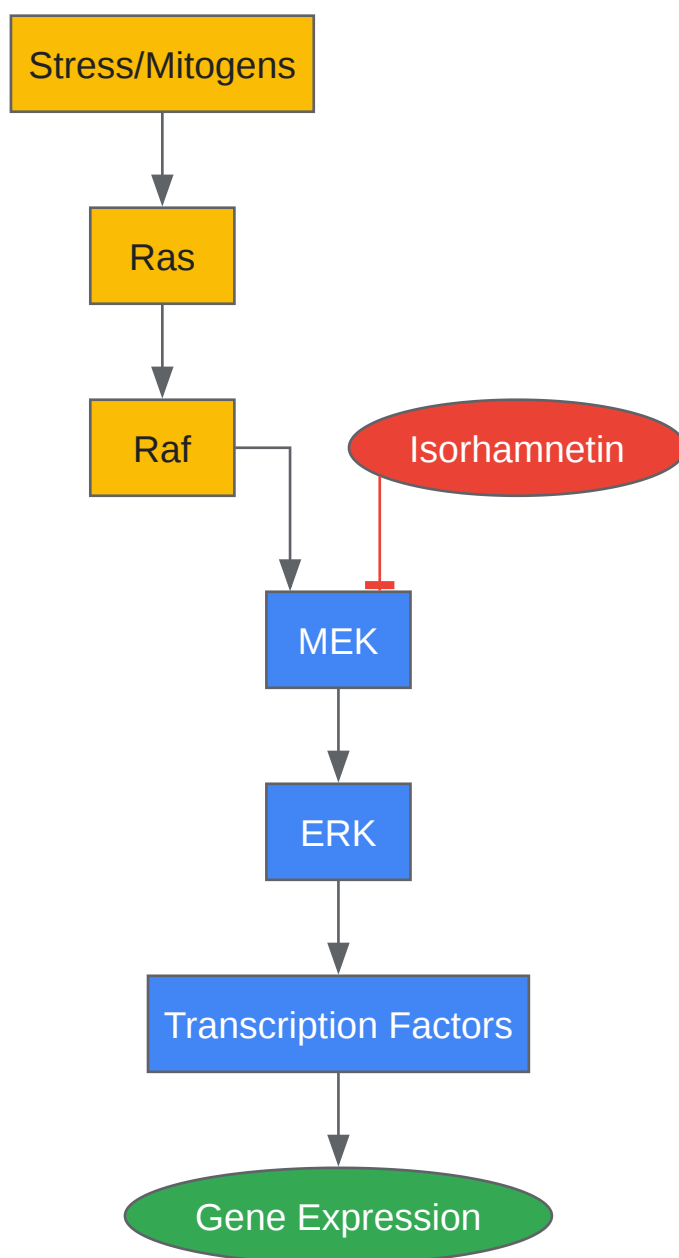 Stress/Mitogens
Ras
Raf
Isorhamnetin
MEK
ERK
Transcription Factors
Gene Expression